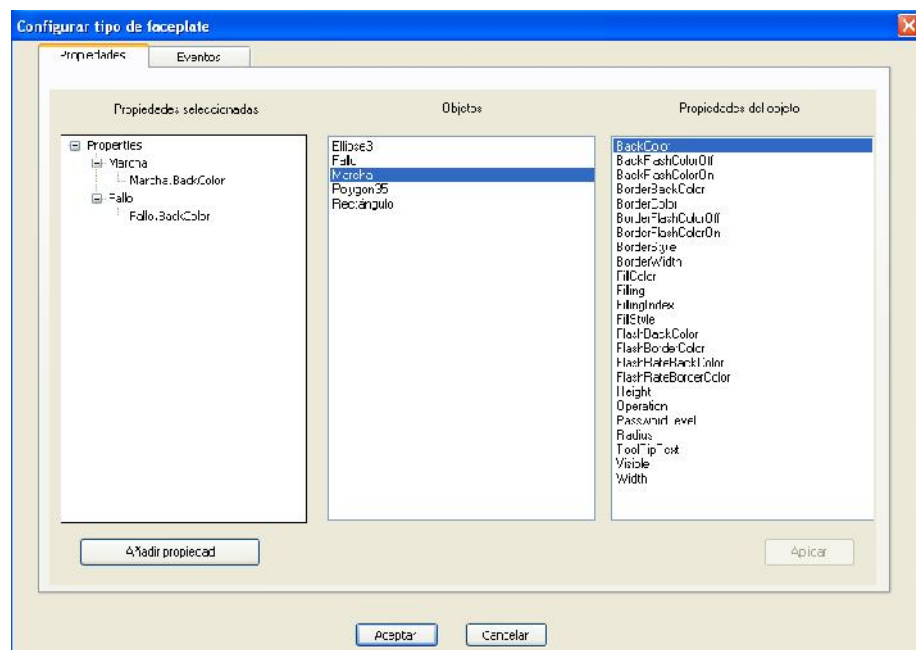 Configurar tipo de faceplate
Propiedades
Eventos
Propiedades seleccionadas
Objetos
Propiedades del objeto
Properties
Marcha
Marcha.BackColor
Fallo
Fallo.BackColor
Ellipse3
Fallo
Marcha
Polygon35
Rectángulo
BackColor
BackFlashColorOff
BackFlashColorOn
BorderBackColor
BorderColor
BorderFlashColorOff
BorderFlashColorOn
BorderStyle
BorderWidth
FillColor
Filling
FillingIndex
FillStyle
FlashBackColor
FlashBorderColor
FlashRateBackColor
FlashRateBorderColor
Height
Operation
PasswordLevel
Radius
ToolTipText
Visible
Width
Añadir propiedad
Aplicar
Aceptar
Cancelar